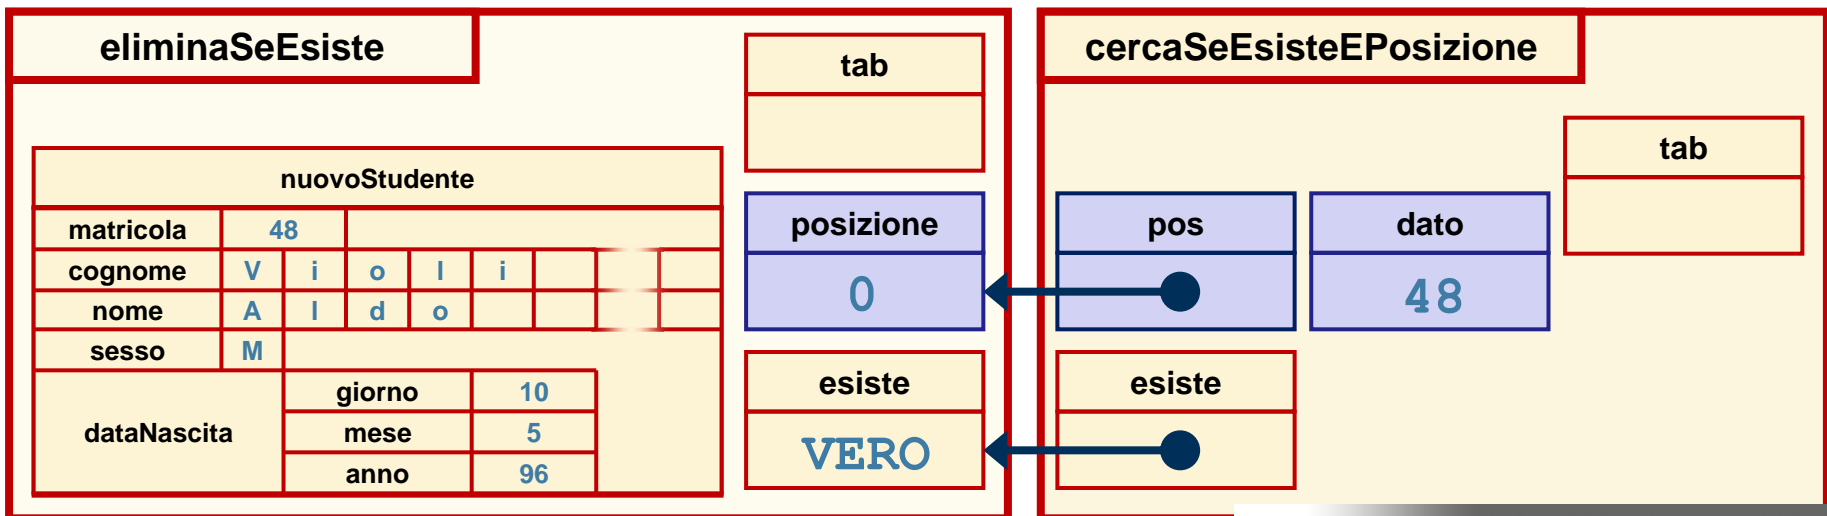 eliminaSeEsiste
tab
nuovoStudente
matricola 48
cognome V i o l i
nome A l d o
sesso M
dataNascita
giorno 10
mese 5
anno 96
posizione
0
esiste
VERO
cercaSeEsisteEPosizione
tab
pos
dato
48
esiste